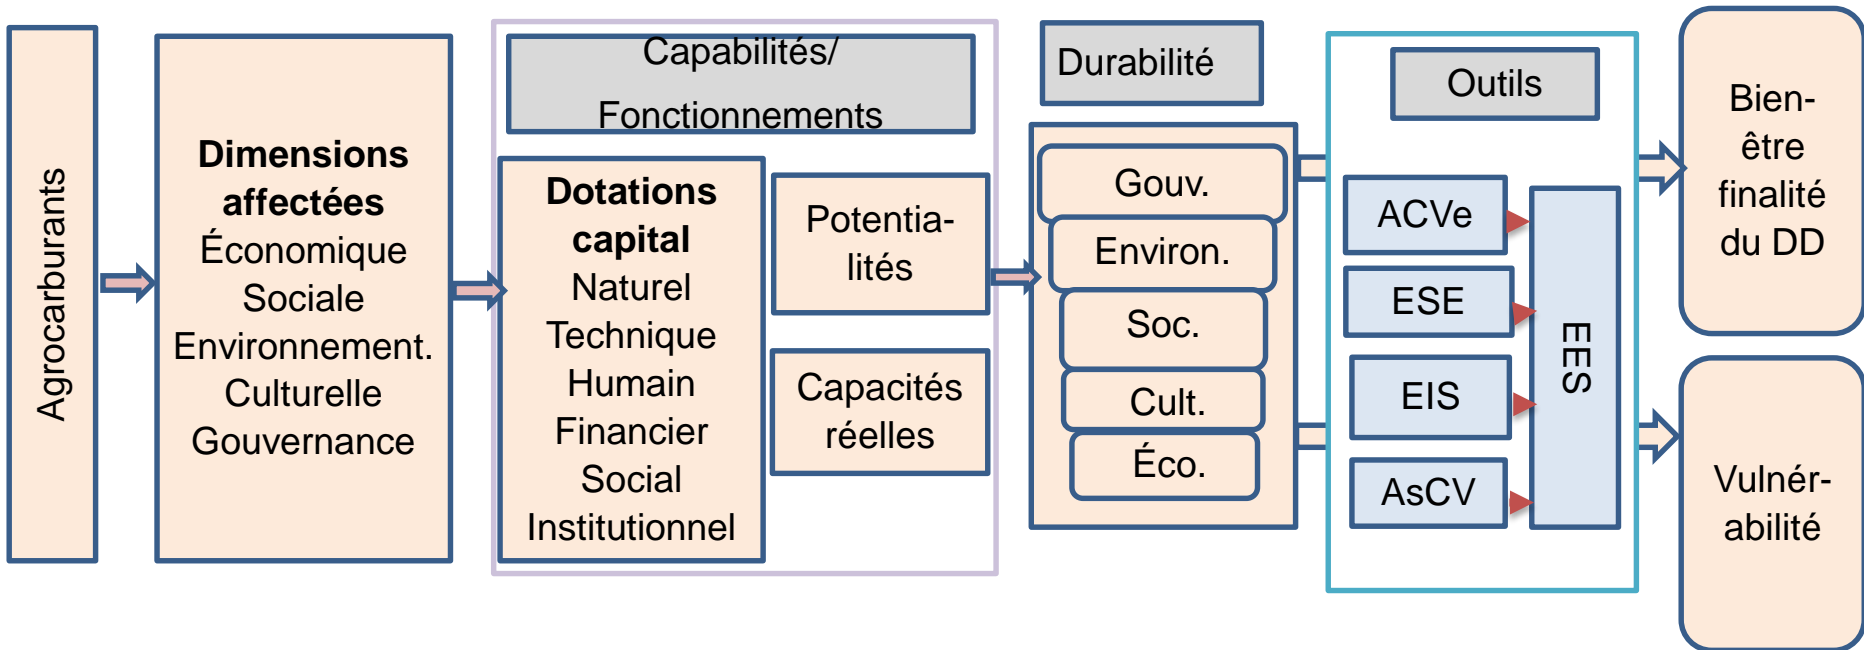 Agrocarburants
Dimensions
affectées
Économique
Sociale
Environnement.
Culturelle
Gouvernance
Capabilités/
Fonctionnements
Dotations
capital
Naturel
Technique
Humain
Financier
Social
Institutionnel
Potentia-
lités
Capacités
réelles
Durabilité
Gouv.
Environ.
Soc.
Cult.
Éco.
Outils
ACVe
ESE
EIS
AsCV
EES
Bien-
être
finalité
du DD
Vulnér-
abilité